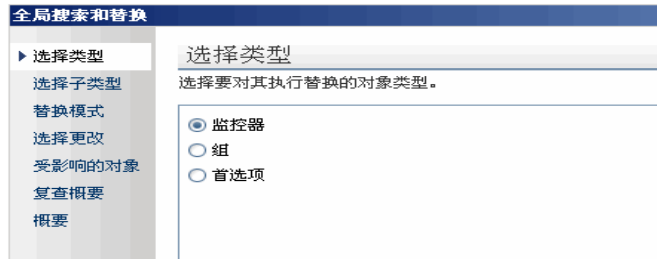 全局搜索和替换
选择类型
选择子类型
替换模式
选择更改
受影响的对象
复查概要
概要
选择类型
选择要对其执行替换的对象类型。
监控器
组
首选项